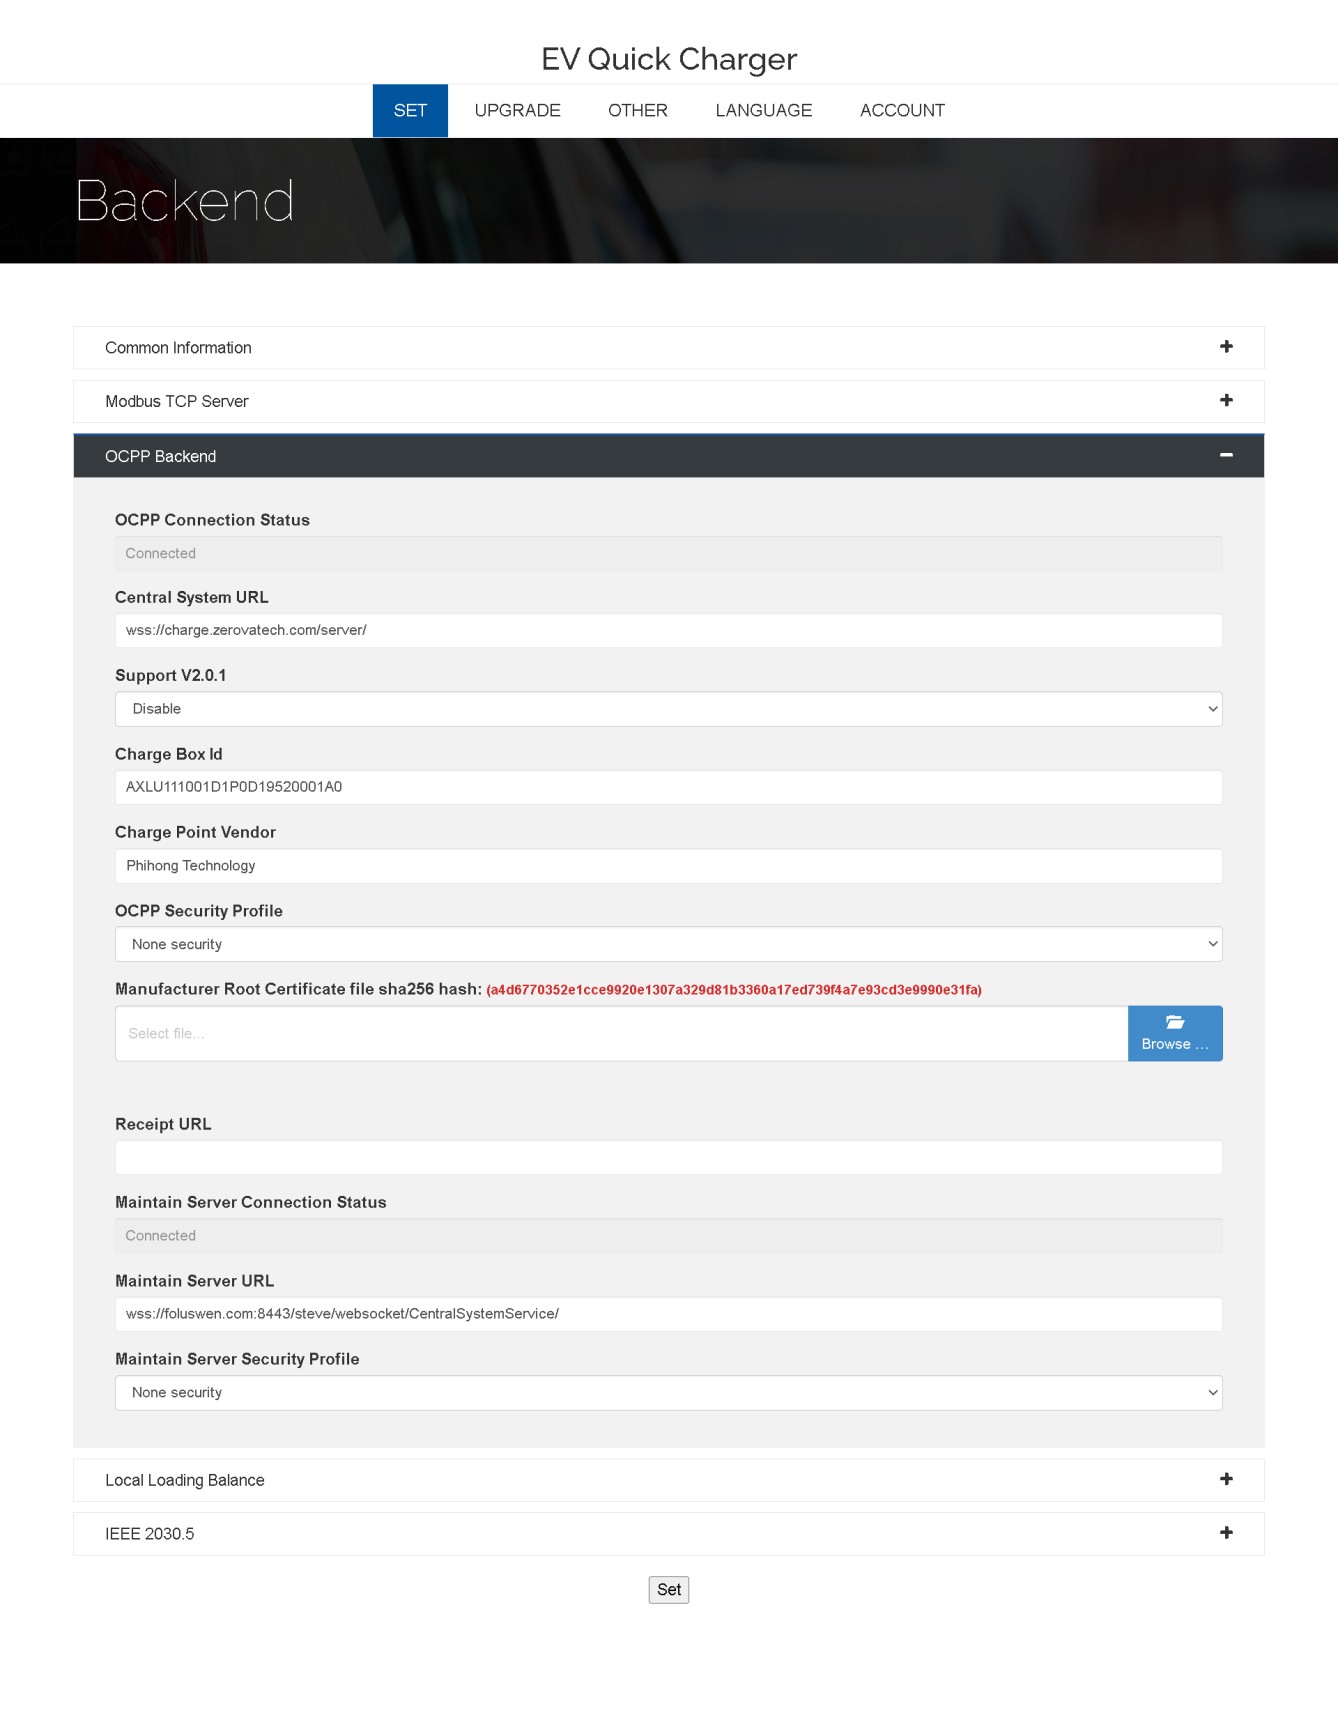 EV Quick Charger
SET UPGRADE OTHER LANGUAGE ACCOUNT
Backend
Common Information
Modbus TCP Server
OCPP Backend
OCPP Connection Status
Connected
Central System URL
wss://charge.zerovatech.com/server/
Support V2.0.1
Disable
Charge Box Id
AXLU111001D1P0D19520001A0
Charge Point Vendor
Phihong Technology
OCPP Security Profile
None security
Manufacturer Root Certificate file sha256 hash: (a4d6770352e1cce9920e1307a329d81b3360a17ed739f4a7e93cd3e9990e31fa)
Select file...
Browse ...
Receipt URL
Maintain Server Connection Status
Connected
Maintain Server URL
wss://foluswen.com:8443/steve/websocket/CentralSystemService/
Maintain Server Security Profile
None security
Local Loading Balance
IEEE 2030.5
Set